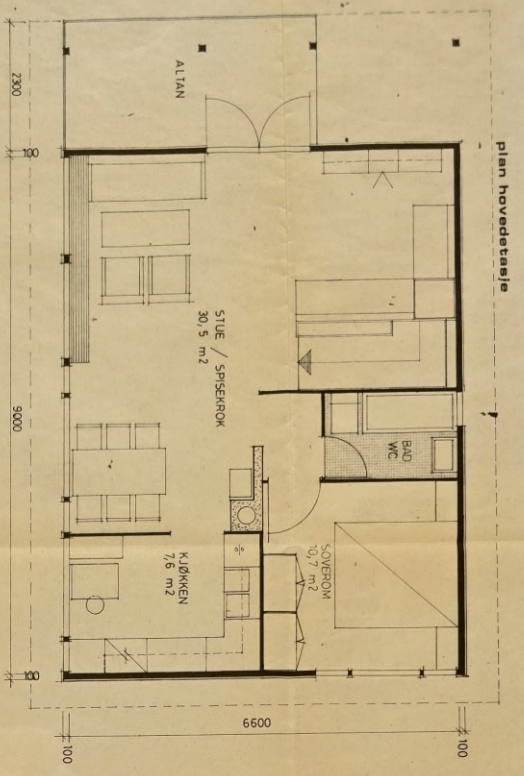 plan hovedetasje
ALTAN
2300
100
STUE / SPISEKROK
30,5 m2
9000
BAD
WC
SOVEROM
10,7 m2
KJØKKEN
7,6 m2
100
6600
100
100